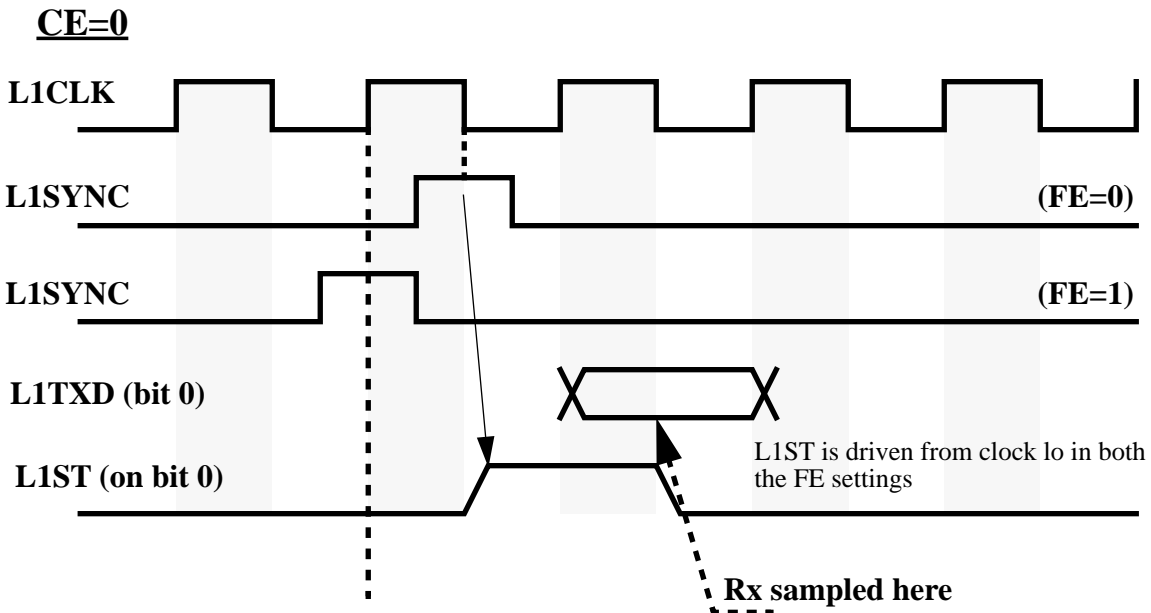 CE=0
L1CLK
L1SYNC
(FE=0)
L1SYNC
(FE=1)
L1TXD (bit 0)
L1ST (on bit 0)
L1ST is driven from clock lo in both
the FE settings
Rx sampled here